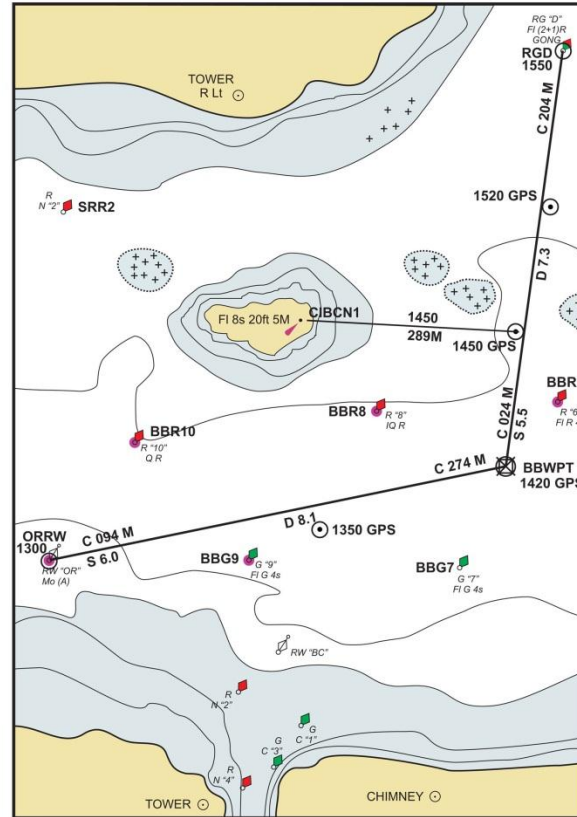 RG "D"
Fl (2+1)R
GONG
RGD
1550
TOWER
R Lt
C 204 M
1520 GPS
R
N "2"
SRR2
D 7.3
CIBCN1
Fl 8s 20ft 5M
1450
289M
1450 GPS
C 024 M
S 5.5
BBR8
R "8"
IQ R
BBR
R "6
Fl R 4
BBR10
R "10"
Q R
C 274 M
BBWPT
1420 GPS
D 8.1
1350 GPS
ORRW
1300
C 094 M
S 6.0
RW "OR"
Mo (A)
BBG9
G "9"
Fl G 4s
BBG7
G "7"
Fl G 4s
RW "BC"
R
N "2"
G
C "1"
G
C "3"
R
N "4"
TOWER
CHIMNEY